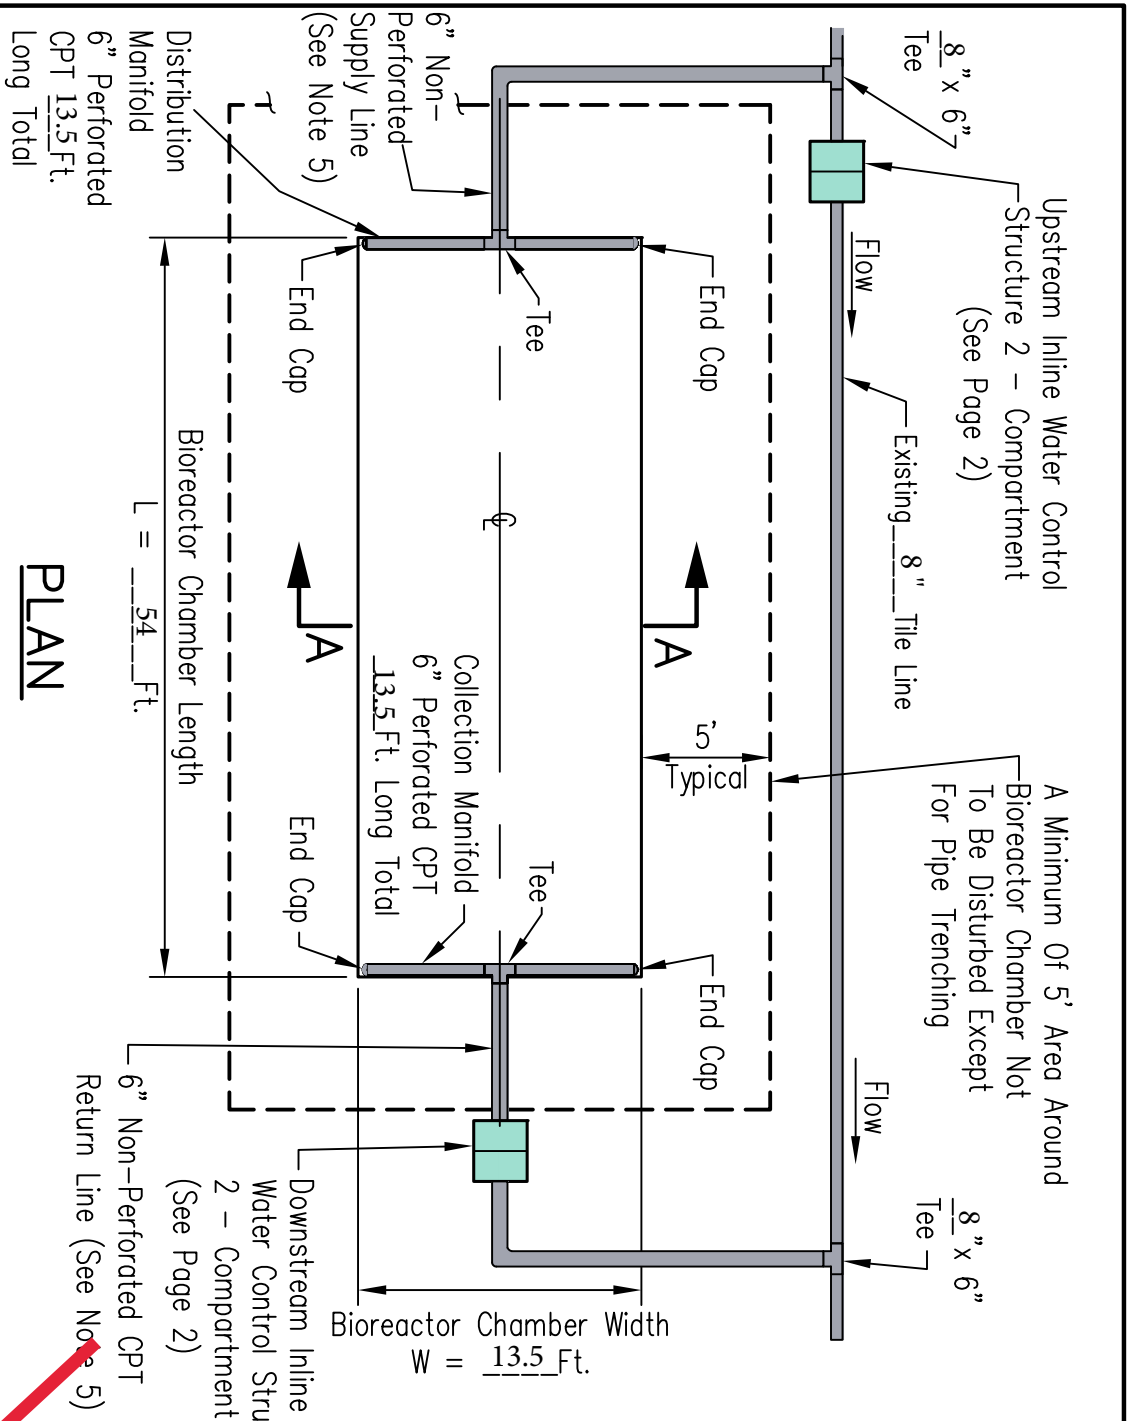 8" x 6"
Tee
Upstream Inline Water Control
Structure 2 - Compartment
(See Page 2)
A Minimum Of 5' Area Around
Bioreactor Chamber Not
To Be Disturbed Except
For Pipe Trenching
8" x 6"
Tee
Flow
Existing 8" Tile Line
Flow
6" Non-
Perforated
Supply Line
(See Note 5)
End Cap
Tee
A
5'
Typical
End Cap
℄
Tee
Collection Manifold
6" Perforated CPT
13.5 Ft. Long Total
Bioreactor Chamber Width
W = 13.5 Ft.
Distribution
Manifold
6" Perforated
CPT 13.5 Ft.
Long Total
End Cap
A
End Cap
Downstream Inline
Water Control Stru
2 - Compartment
(See Page 2)
Bioreactor Chamber Length
L = 54 Ft.
6" Non-Perforated CPT
Return Line (See Note 5)
PLAN